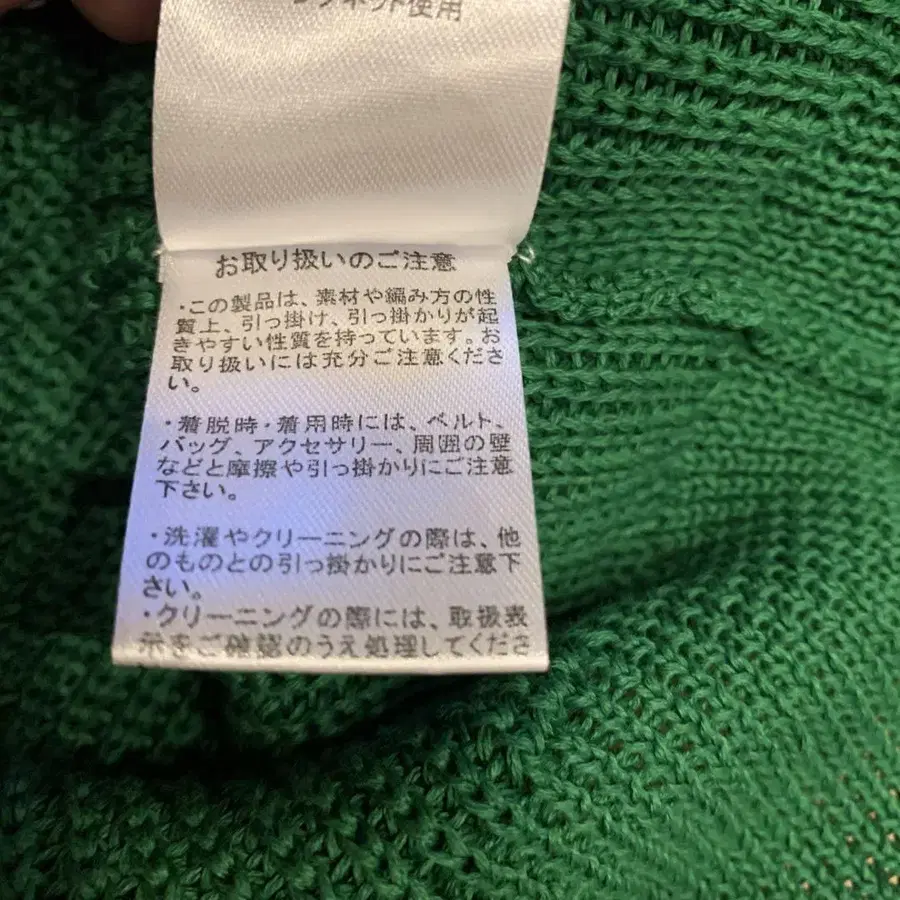 ネット使用
お取り扱いのご注意
・この製品は、素材や編み方の性
質上、引っ掛け、引っ掛かりが起
きやすい性質を持っています。お
取り扱いには充分ご注意くださ
い。
・着脱時・着用時には、ベルト、
バッグ、アクセサリー、周囲の壁
などと摩擦や引っ掛かりにご注意
下さい。
・洗濯やクリーニングの際は、他
のものとの引っ掛かりにご注意下
さい。
・クリーニングの際には、取扱表
示をご確認のうえ処理してくださ